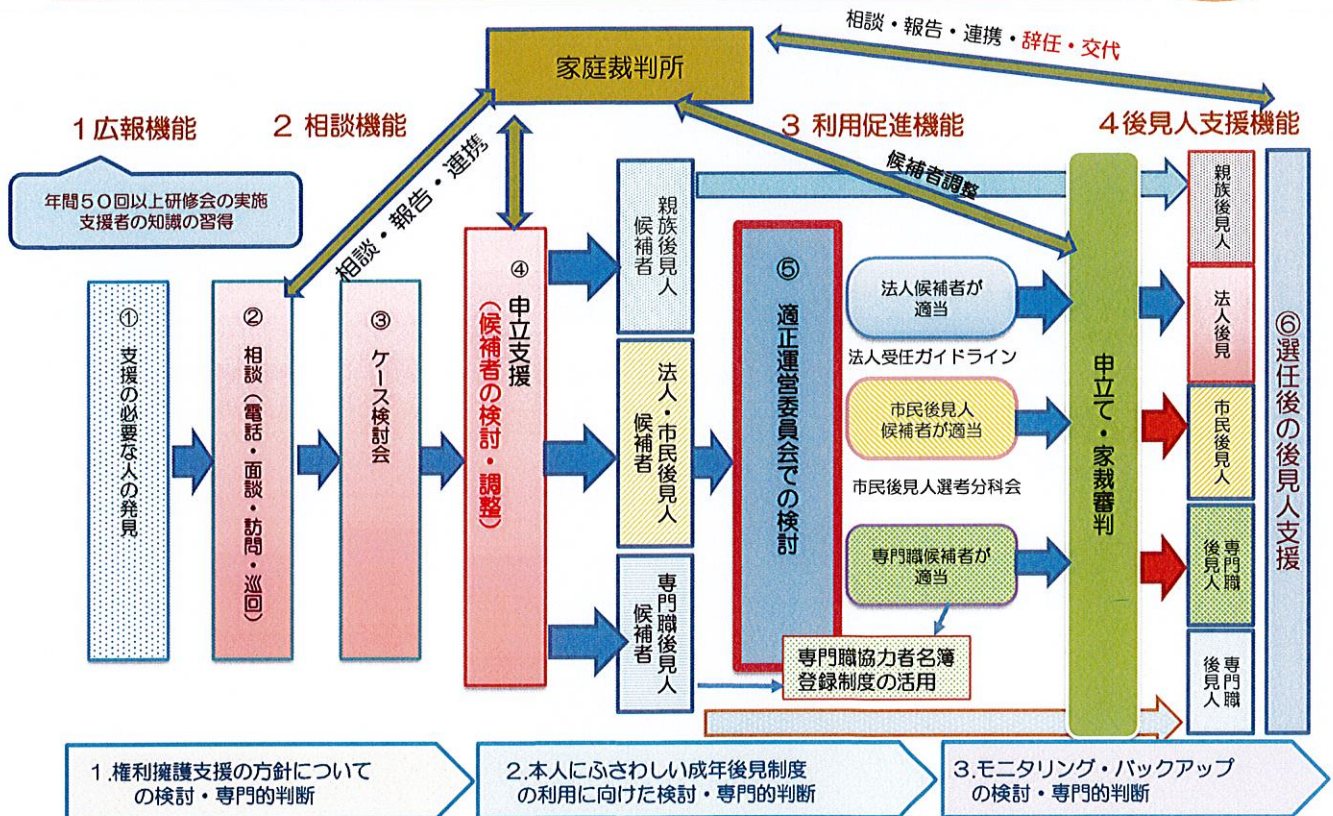 家庭裁判所
相談・報告・連携・辞任・交代
1広報機能
2 相談機能
3 利用促進機能
4後見人支援機能
年間50回以上研修会の実施
支援者の知識の習得
相談・報告・連携
候補者調整
① 支援の必要な人の発見
② 相談(電話・面談・訪問・巡回)
③ ケース検討会
④ 申立支援
(候補者の検討・調整)
親族後見人
候補者
法人・市民後見人
候補者
専門職後見人
候補者
⑤ 適正運営委員会での検討
法人候補者が
適当
法人受任ガイドライン
市民後見人
候補者が適当
市民後見人選考分科会
専門職候補者が
適当
専門職協力者名簿
登録制度の活用
申立て・家裁審判
親族後見人
法人後見
市民後見人
専門職
後見人
専門職
後見人
⑥選任後の後見人支援
1.権利擁護支援の方針について
の検討・専門的判断
2.本人にふさわしい成年後見制度
の利用に向けた検討・専門的判断
3.モニタリング・バックアップ
の検討・専門的判断